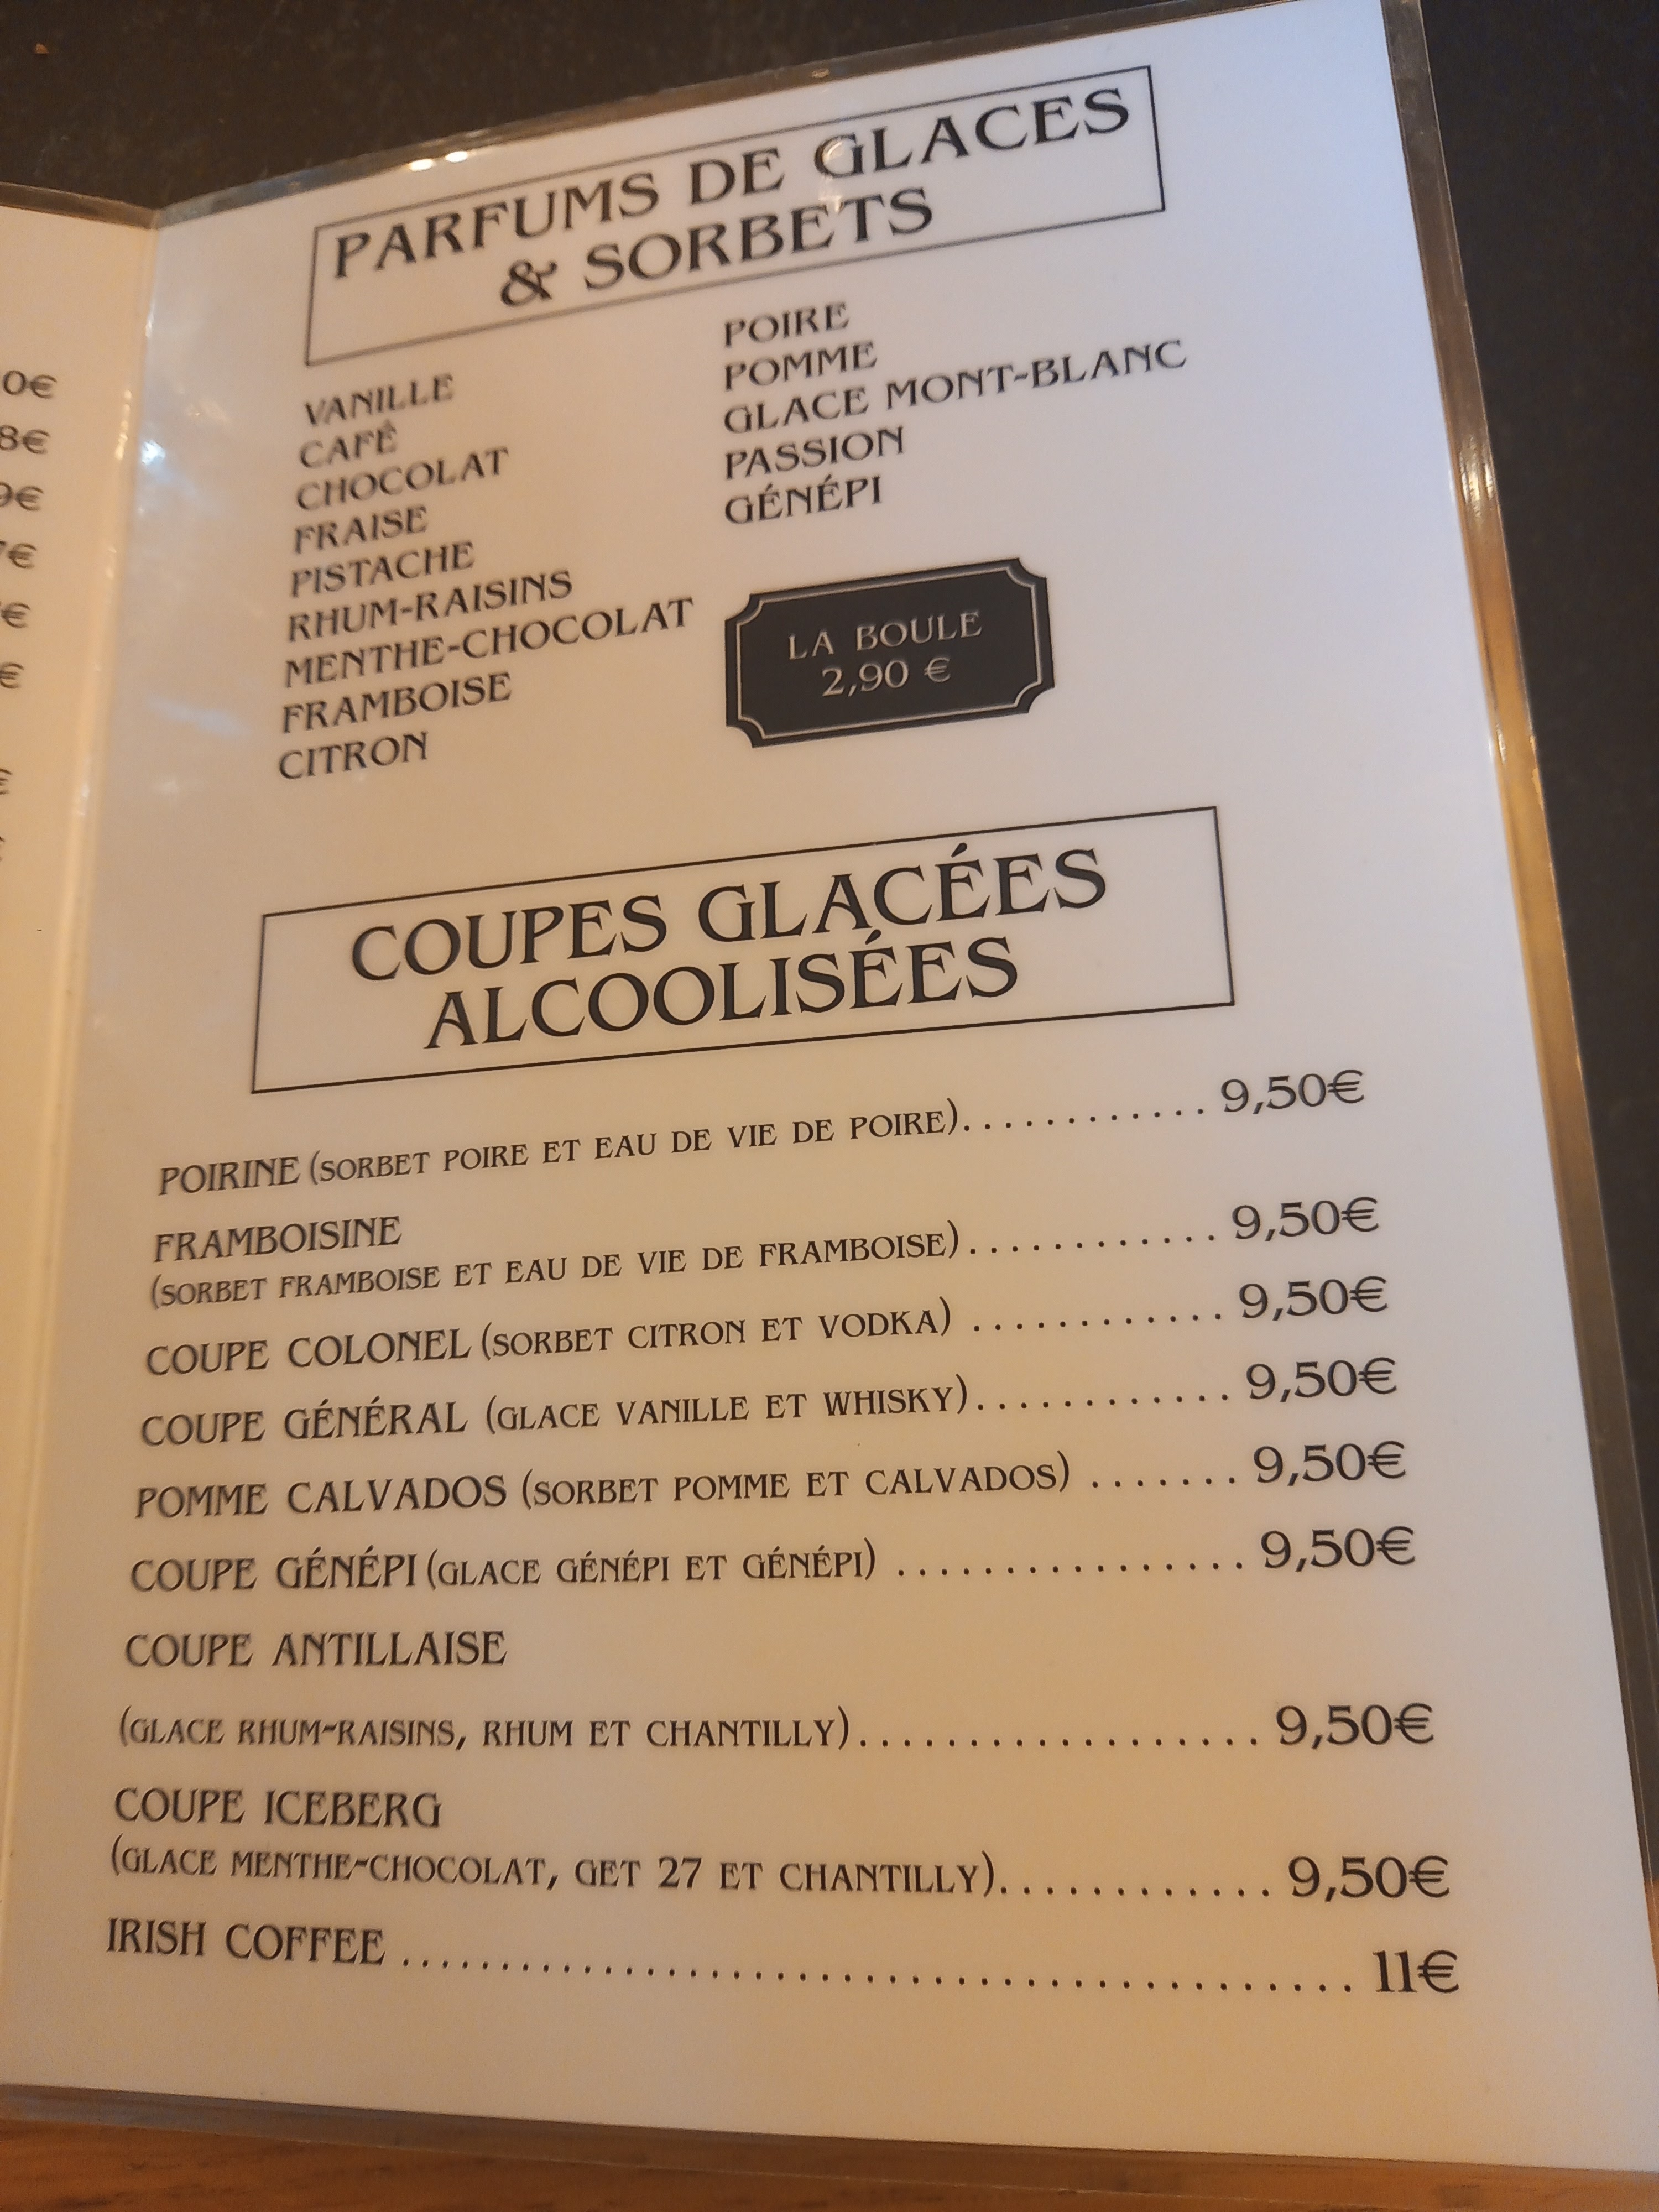 0€
8€
9€
7€
€
€
€
PARFUMS DE GLACES
& SORBETS
VANILLE
CAFÉ
CHOCOLAT
FRAISE
PISTACHE
RHUM-RAISINS
MENTHE-CHOCOLAT
FRAMBOISE
CITRON
POIRE
POMME
GLACE MONT-BLANC
PASSION
GÉNÉPI
LA BOULE
2,90 €
COUPES GLACÉES
ALCOOLISÉES
POIRINE (SORBET POIRE ET EAU DE VIE DE POIRE)............ 9,50€
FRAMBOISINE
(SORBET FRAMBOISE ET EAU DE VIE DE FRAMBOISE)............ 9,50€
COUPE COLONEL (SORBET CITRON ET VODKA) ............ 9,50€
COUPE GÉNÉRAL (GLACE VANILLE ET WHISKY)............ 9,50€
POMME CALVADOS (SORBET POMME ET CALVADOS) ....... 9,50€
COUPE GÉNÉPI (GLACE GÉNÉPI ET GÉNÉPI) ................ 9,50€
COUPE ANTILLAISE
(GLACE RHUM-RAISINS, RHUM ET CHANTILLY)................... 9,50€
COUPE ICEBERG
(GLACE MENTHE-CHOCOLAT, GET 27 ET CHANTILLY)............. 9,50€
IRISH COFFEE .................................................. 11€